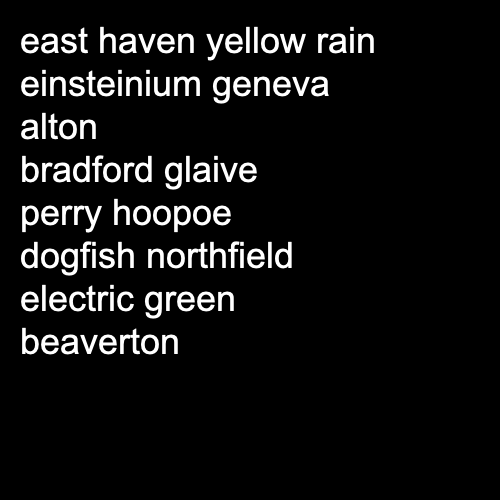 east haven yellow rain
einsteinium geneva
alton
bradford glaive
perry hoopoe
dogfish northfield
electric green
beaverton